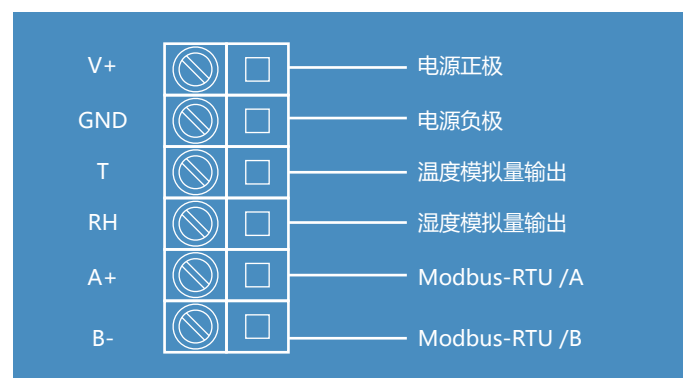 V+ 电源正极
GND 电源负极
T 温度模拟量输出
RH 湿度模拟量输出
A+ Modbus-RTU /A
B- Modbus-RTU /B